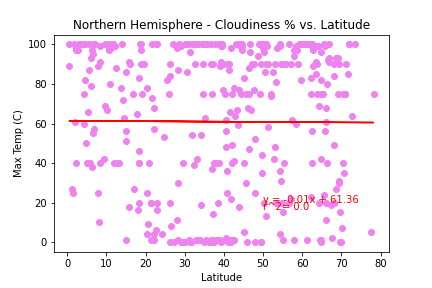 Northern Hemisphere - Cloudiness % vs. Latitude
Max Temp (C)
100
80
60
40
20
0
y = -0.01x + 61.36
r^2= 0.0
0 10 20 30 40 50 60 70 80
Latitude